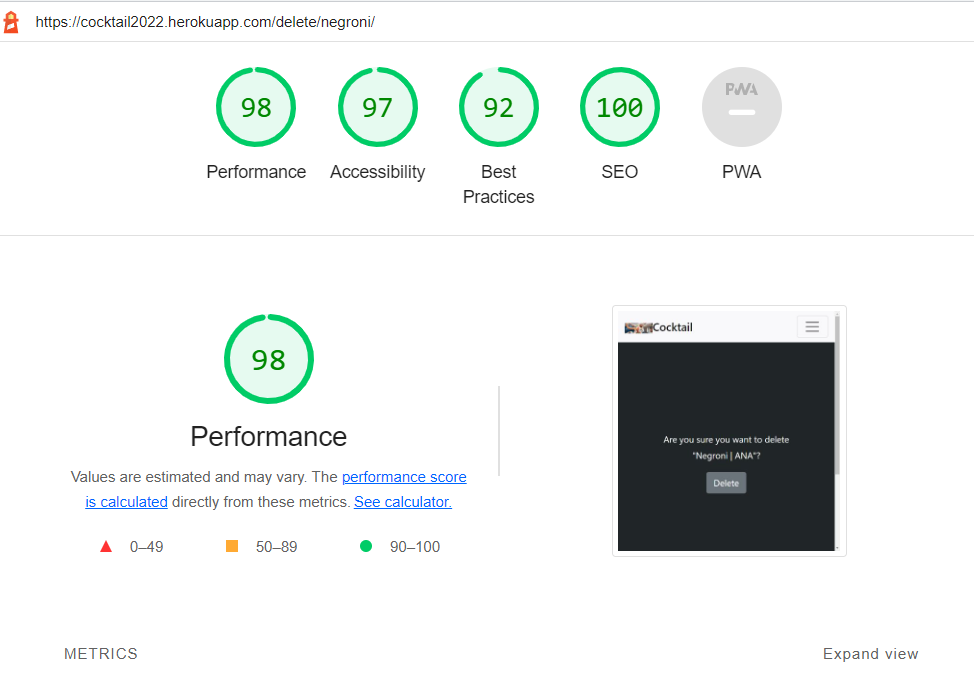 https://cocktail2022.herokuapp.com/delete/negroni/
98
97
92
100
PWA
Performance
Accessibility
Best
Practices
SEO
PWA
98
Performance
Values are estimated and may vary. The performance score
is calculated directly from these metrics. See calculator.
0–49
50–89
90–100
Cocktail
Are you sure you want to delete
"Negroni | ANA"?
Delete
METRICS
Expand view